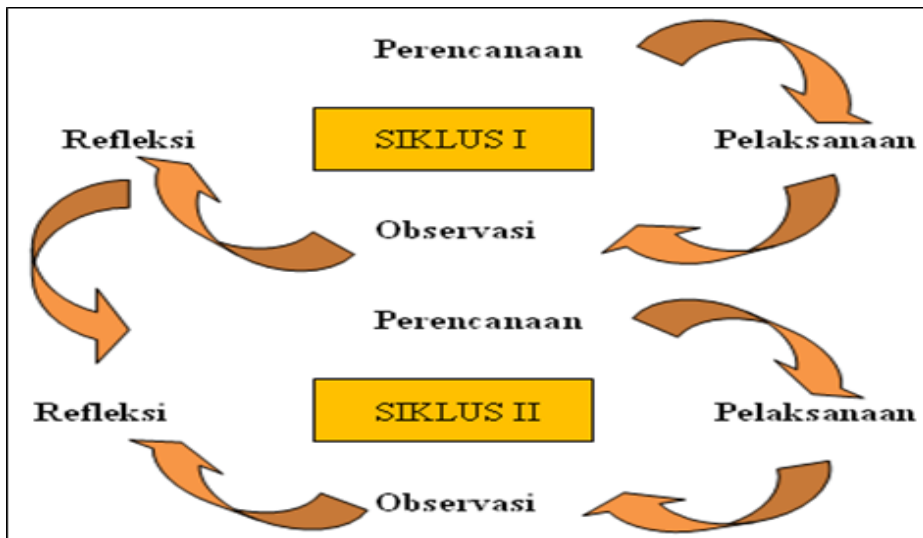 Perencanaan
Refleksi
SIKLUS I
Pelaksanaan
Observasi
Perencanaan
Refleksi
SIKLUS II
Pelaksanaan
Observasi